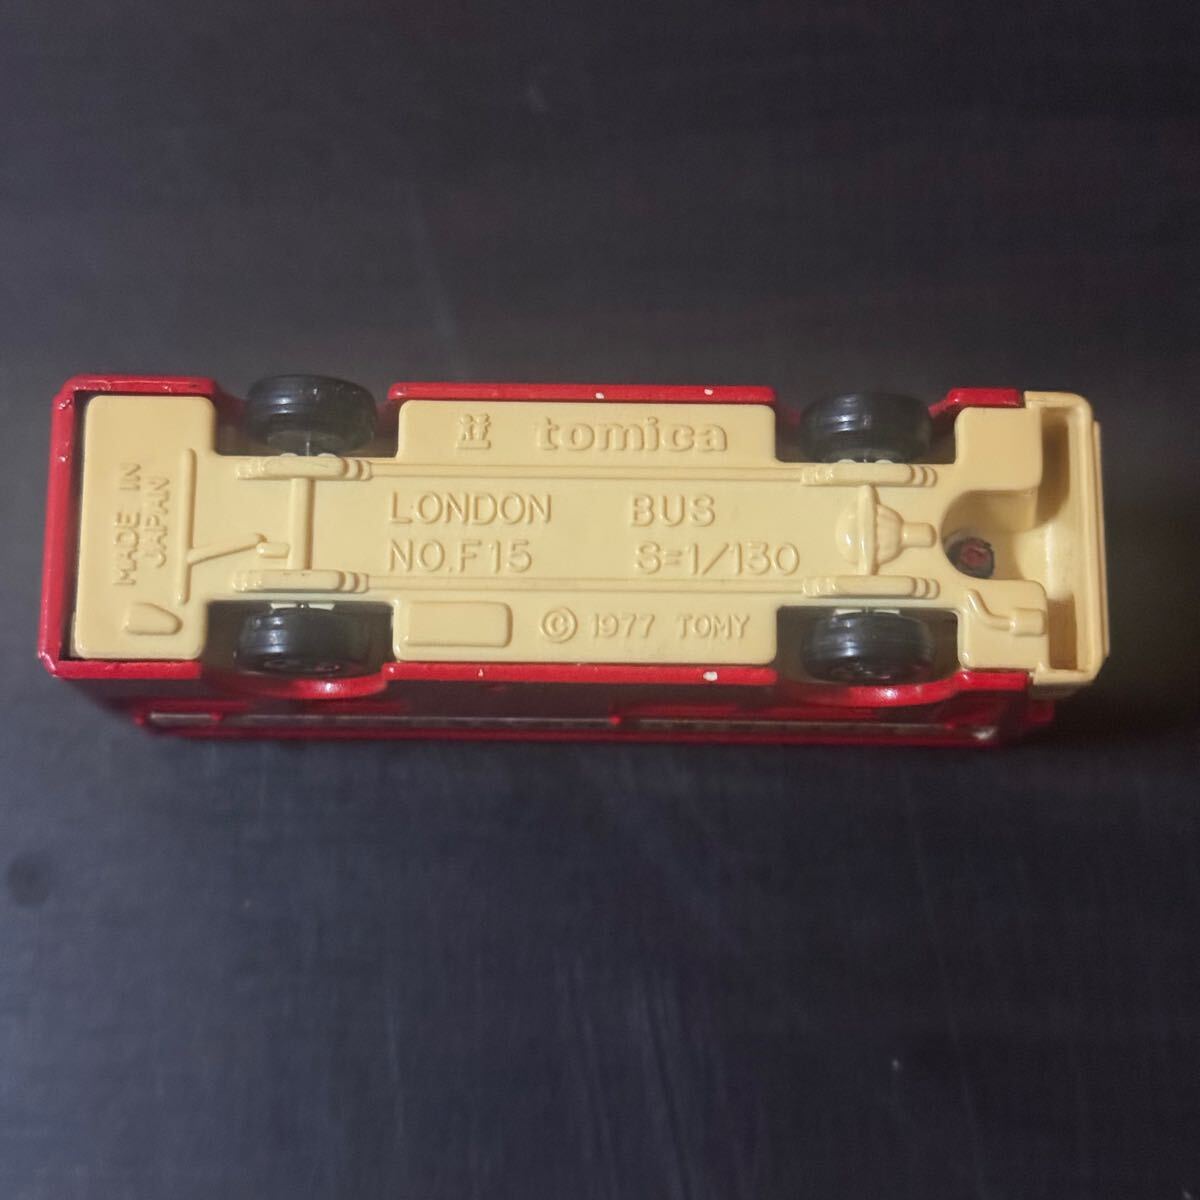 tomica
LONDON BUS
NO.F15 S=1/130
© 1977 TOMY
MADE IN
JAPAN